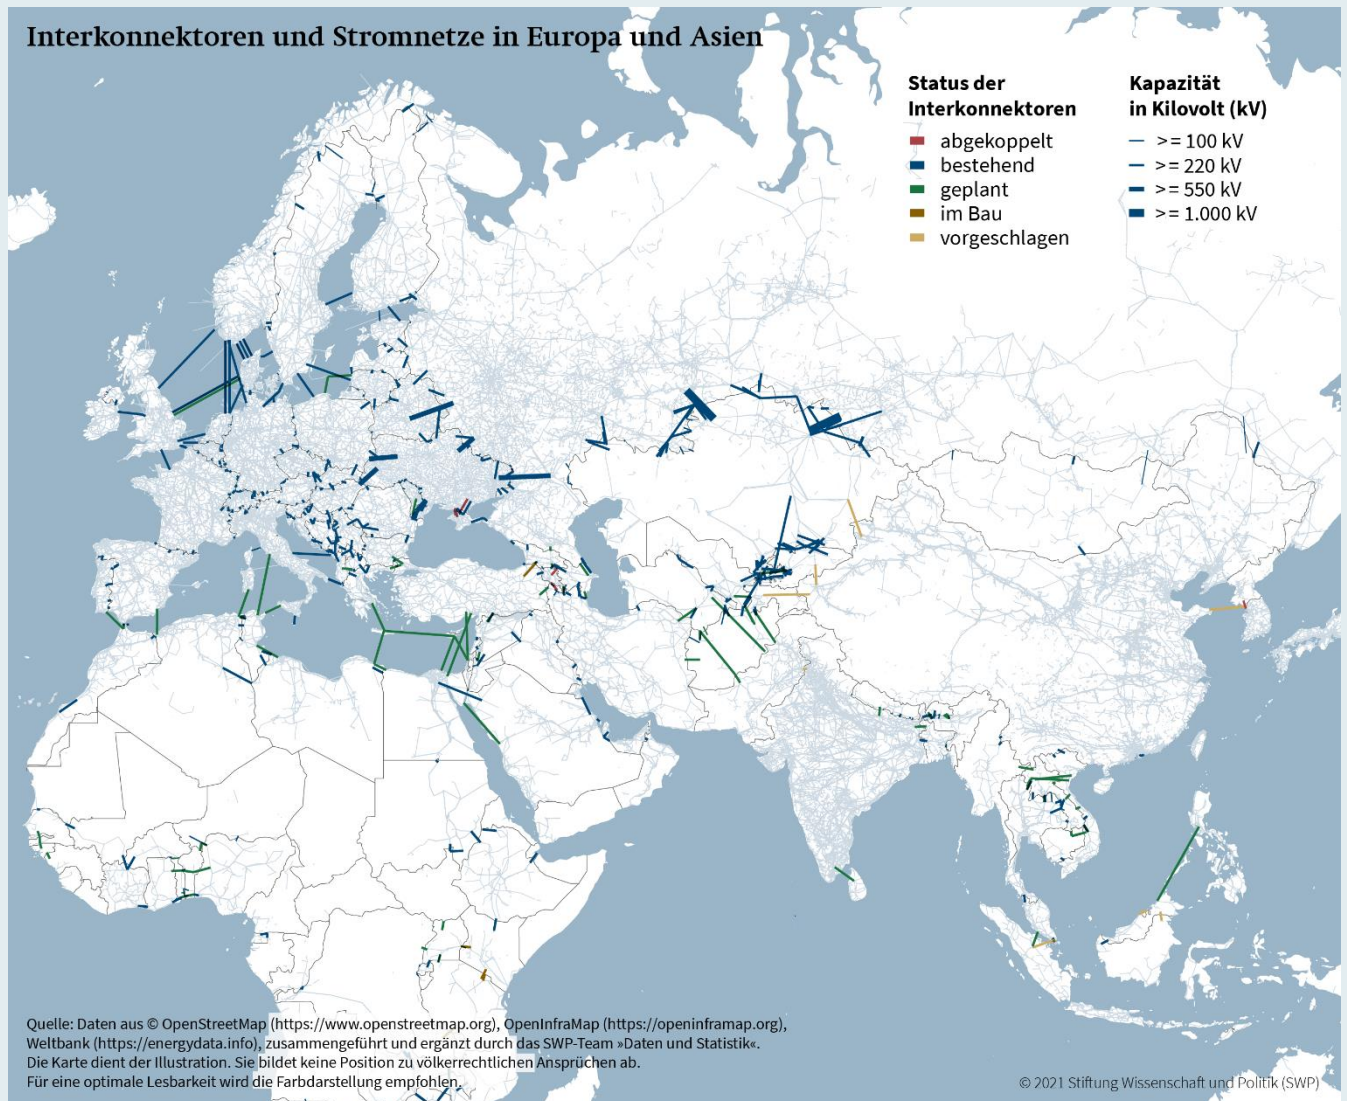 Interkonnektoren und Stromnetze in Europa und Asien
Status der
Interkonnektoren
abgekoppelt
bestehend
geplant
im Bau
vorgeschlagen
Kapazität
in Kilovolt (kV)
>= 100 kV
>= 220 kV
>= 550 kV
>= 1.000 kV
Quelle: Daten aus © OpenStreetMap (https://www.openstreetmap.org), OpenInfraMap (https://openinframap.org),
Weltbank (https://energydata.info), zusammengeführt und ergänzt durch das SWP-Team »Daten und Statistik«.
Die Karte dient der Illustration. Sie bildet keine Position zu völkerrechtlichen Ansprüchen ab.
Für eine optimale Lesbarkeit wird die Farbdarstellung empfohlen.
© 2021 Stiftung Wissenschaft und Politik (SWP)